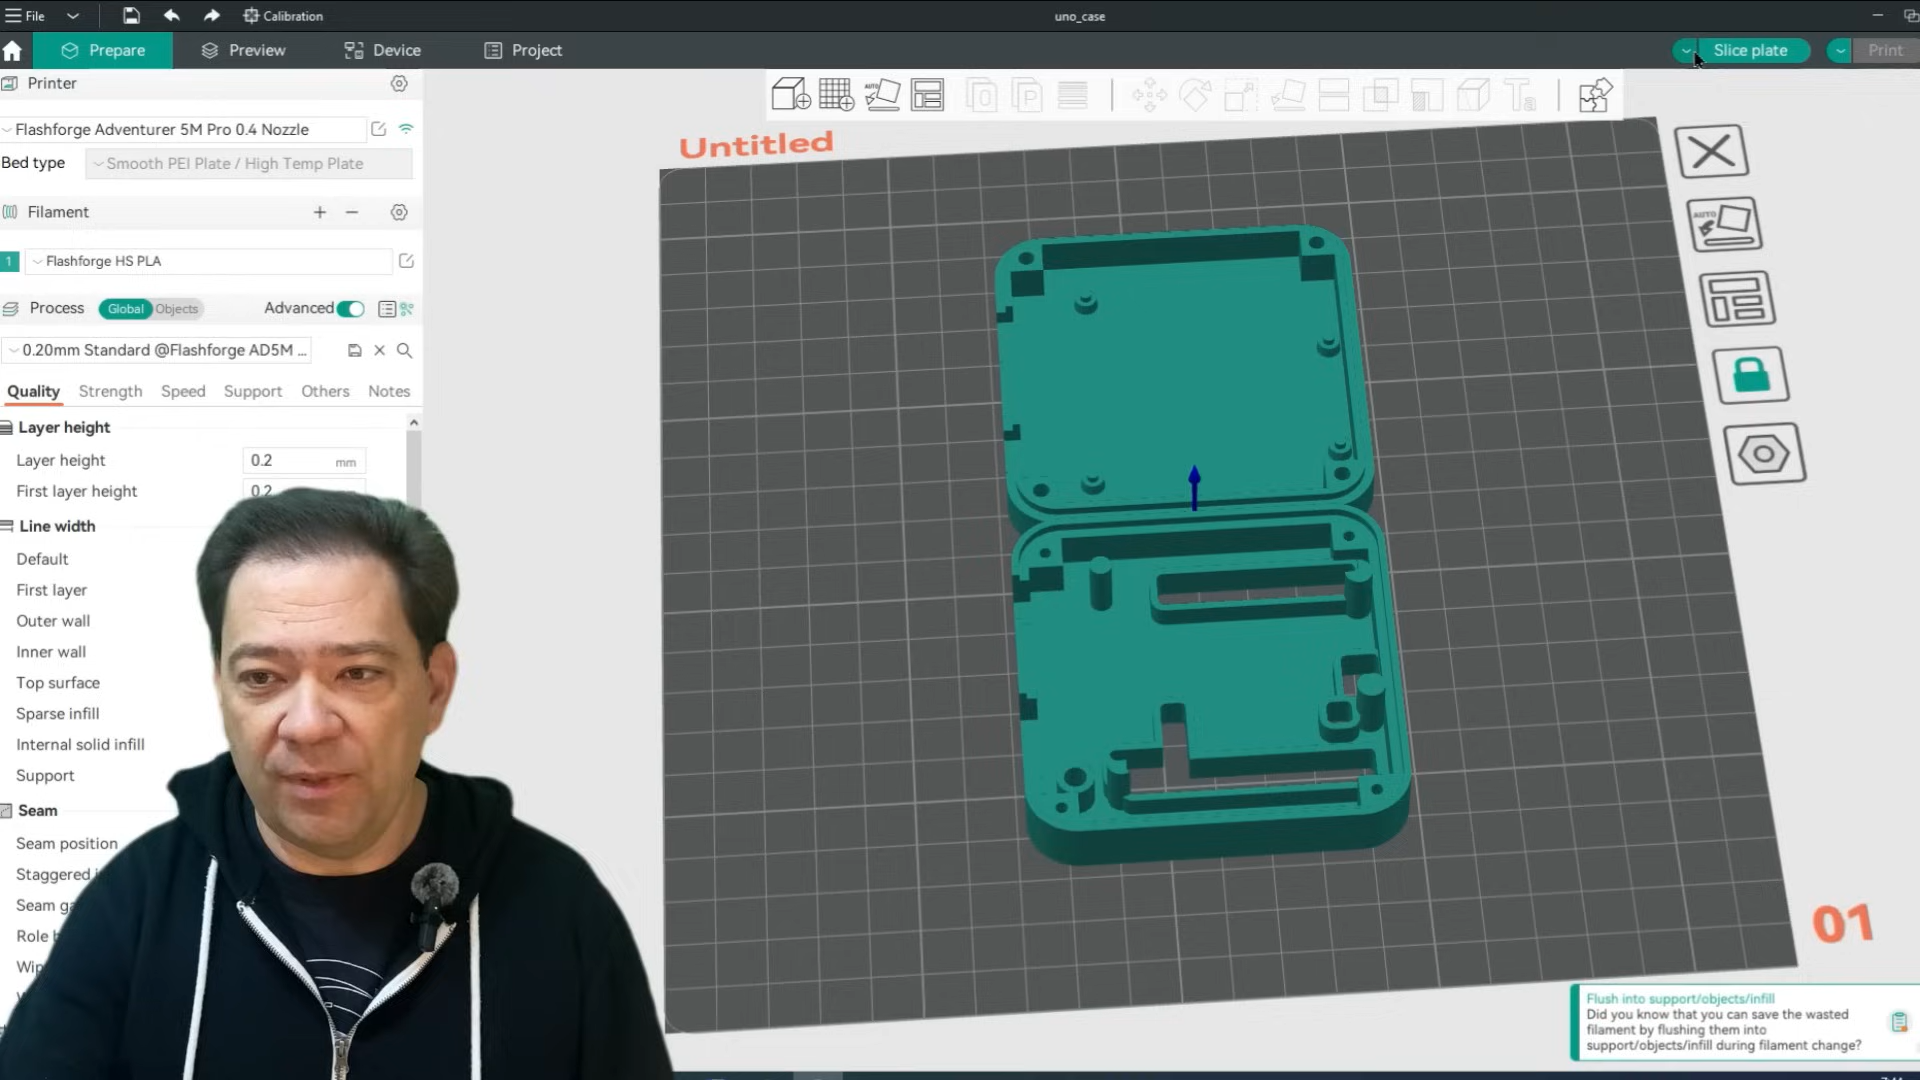 File
Calibration
uno_case
Prepare
Preview
Device
Project
Slice plate
Print
Printer
Flashforge Adventurer 5M Pro 0.4 Nozzle
Bed type
Smooth PEI Plate / High Temp Plate
Filament
1
Flashforge HS PLA
Process
Global
Objects
Advanced
0.20mm Standard @Flashforge AD5M ...
Quality
Strength
Speed
Support
Others
Notes
Layer height
Layer height
0.2
mm
First layer height
0.2
Line width
Default
First layer
Outer wall
Inner wall
Top surface
Sparse infill
Internal solid infill
Support
Seam
Seam position
Staggered
Seam
Untitled
AUTO
AUTO
01
Flush into support/objects/infill
Did you know that you can save the wasted
filament by flushing them into
support/objects/infill during filament change?